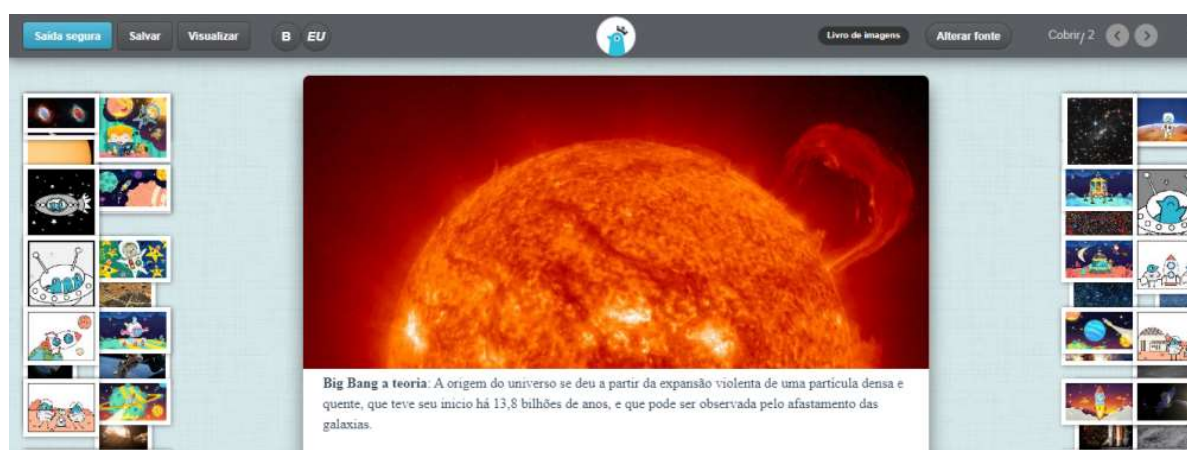 Saída segura Salvar Visualizar B EU Livro de imagens Alterar fonte Cobrir/ 2
Big Bang a teoria: A origem do universo se deu a partir da expansão violenta de uma partícula densa e
quente, que teve seu inicio há 13,8 bilhões de anos, e que pode ser observada pelo afastamento das
galaxias.